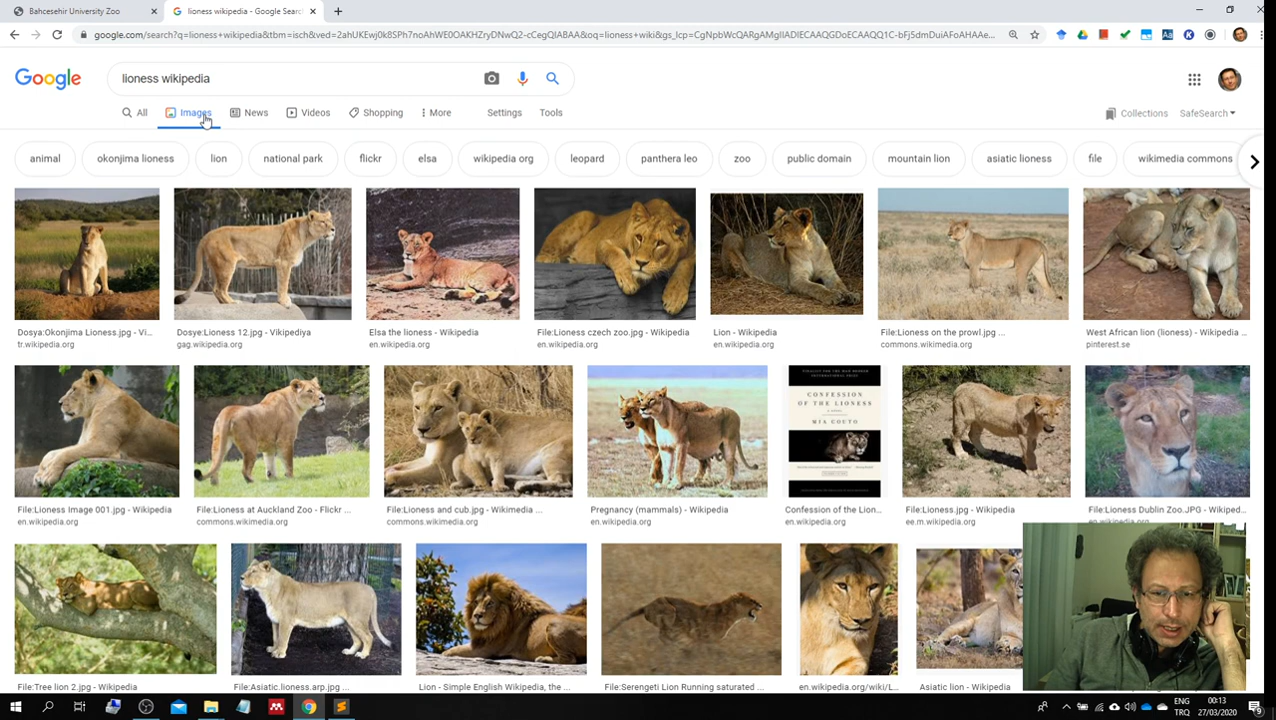 Bahcesehir University Zoo
lioness wikipedia - Google Searc
google.com/search?q=lioness+wikipedia&tbm=isch&ved=2ahUKEwj0k8SPh7noAhWE0OAKHZryDNwQ2-cCegQIABAA&oq=lioness+wiki&gs_lcp=CgNpbWcQARgAMgIIADIECAAQGDoECAAQQ1C-bFj5dmDuiAFoAHAAe...
Google
lioness wikipedia
All Images News Videos Shopping More Settings Tools
Collections SafeSearch
animal okonjima lioness lion national park flickr elsa wikipedia org leopard panthera leo zoo public domain mountain lion asiatic lioness file wikimedia commons
Dosya:Okonjima Lioness.jpg - Vi...
tr.wikipedia.org
Dosye:Lioness 12.jpg - Vikipediya
gag.wikipedia.org
Elsa the lioness - Wikipedia
en.wikipedia.org
File:Lioness czech zoo.jpg - Wikipedia
en.wikipedia.org
Lion - Wikipedia
en.wikipedia.org
File:Lioness on the prowl.jpg ...
commons.wikimedia.org
West African lion (lioness) - Wikipedia ...
pinterest.se
CONFESSION
OF THE LIONESS
MIA COUTO
File:Lioness Image 001.jpg - Wikipedia
en.wikipedia.org
File:Lioness at Auckland Zoo - Flickr ...
commons.wikimedia.org
File:Lioness and cub.jpg - Wikimedia ...
commons.wikimedia.org
Pregnancy (mammals) - Wikipedia
en.wikipedia.org
Confession of the Lion...
en.wikipedia.org
File:Lioness.jpg - Wikipedia
ee.m.wikipedia.org
File:Lioness Dublin Zoo.JPG - Wikiped...
en.wikipedia.org
File:Tree lion 2.jpg - Wikipedia
File:Asiatic.lioness.arp.jpg ...
Lion - Simple English Wikipedia, the ...
File:Serengeti Lion Running saturated ...
en.wikipedia.org/wiki/L...
Asiatic lion - Wikipedia
ENG
TRQ
00:13
27/03/2020